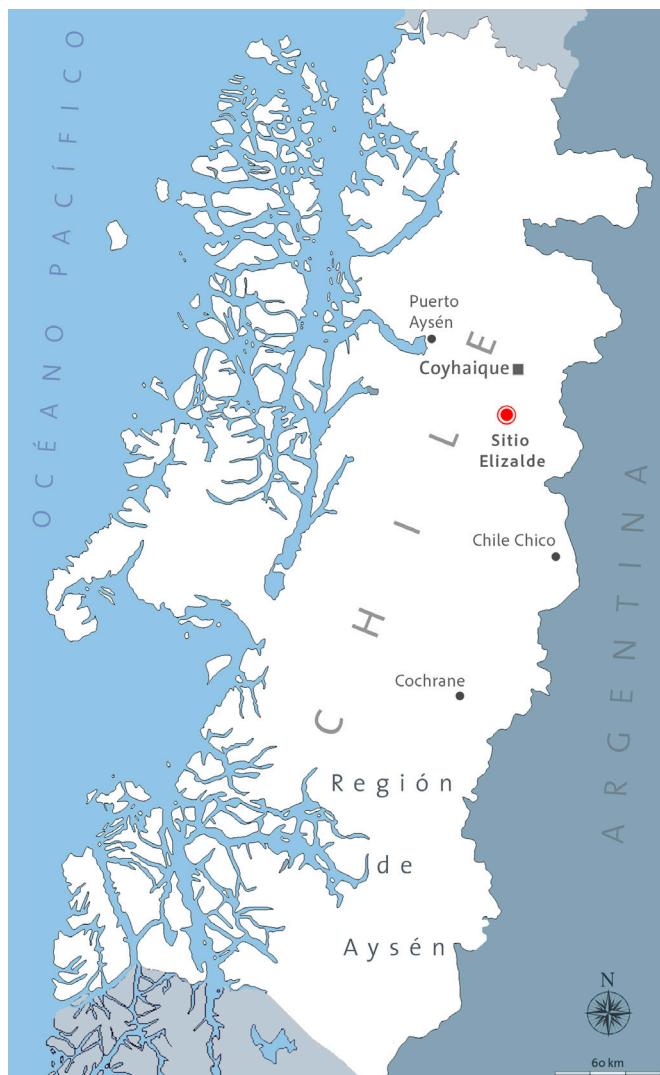 OCÉANO PACÍFICO
Puerto
Aysén
Coyhaique
Sitio
Elizalde
CHILE
Chile Chico
ARGENTINA
Cochrane
Región
de
Aysén
N
60 km